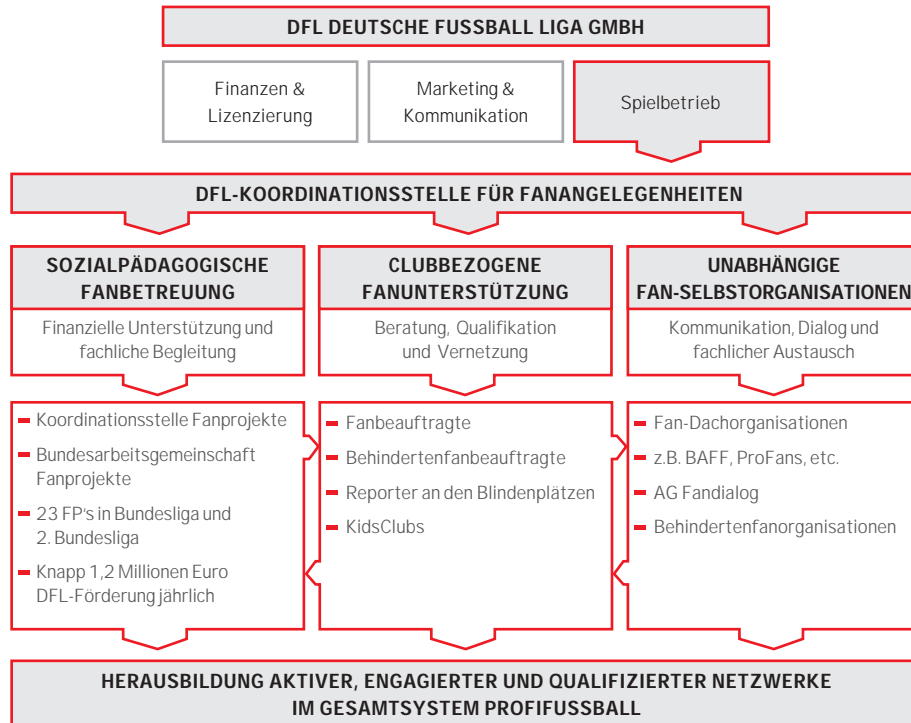 DFL DEUTSCHE FUSSBALL LIGA GMBH
Finanzen &
Lizenzierung
Marketing &
Kommunikation
Spielbetrieb
DFL-KOORDINATIONSSTELLE FÜR FANANGELEGENHEITEN
SOZIALPÄDAGOGISCHE
FANBETREUUNG
Finanzielle Unterstützung und
fachliche Begleitung
CLUBBEZOGENE
FANUNTERSTÜTZUNG
Beratung, Qualifikation
und Vernetzung
UNABHÄNGIGE
FAN-SELBSTORGANISATIONEN
Kommunikation, Dialog und
fachlicher Austausch
Koordinationsstelle Fanprojekte
Bundesarbeitsgemeinschaft
Fanprojekte
23 FP's in Bundesliga und
2. Bundesliga
Knapp 1,2 Millionen Euro
DFL-Förderung jährlich
Fanbeauftragte
Behindertenfanbeauftragte
Reporter an den Blindenplätzen
KidsClubs
Fan-Dachorganisationen
z.B. BAFF, ProFans, etc.
AG Fandialog
Behindertenfanorganisationen
HERAUSBILDUNG AKTIVER, ENGAGIERTER UND QUALIFIZIERTER NETZWERKE
IM GESAMTSYSTEM PROFIFUSSBALL